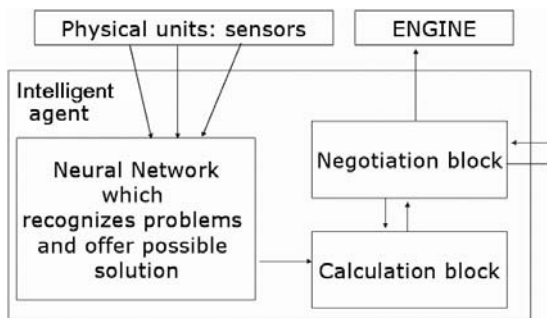 Physical units: sensors
ENGINE
Intelligent
agent
Neural Network
which
recognizes problems
and offer possible
solution
Negotiation block
Calculation block